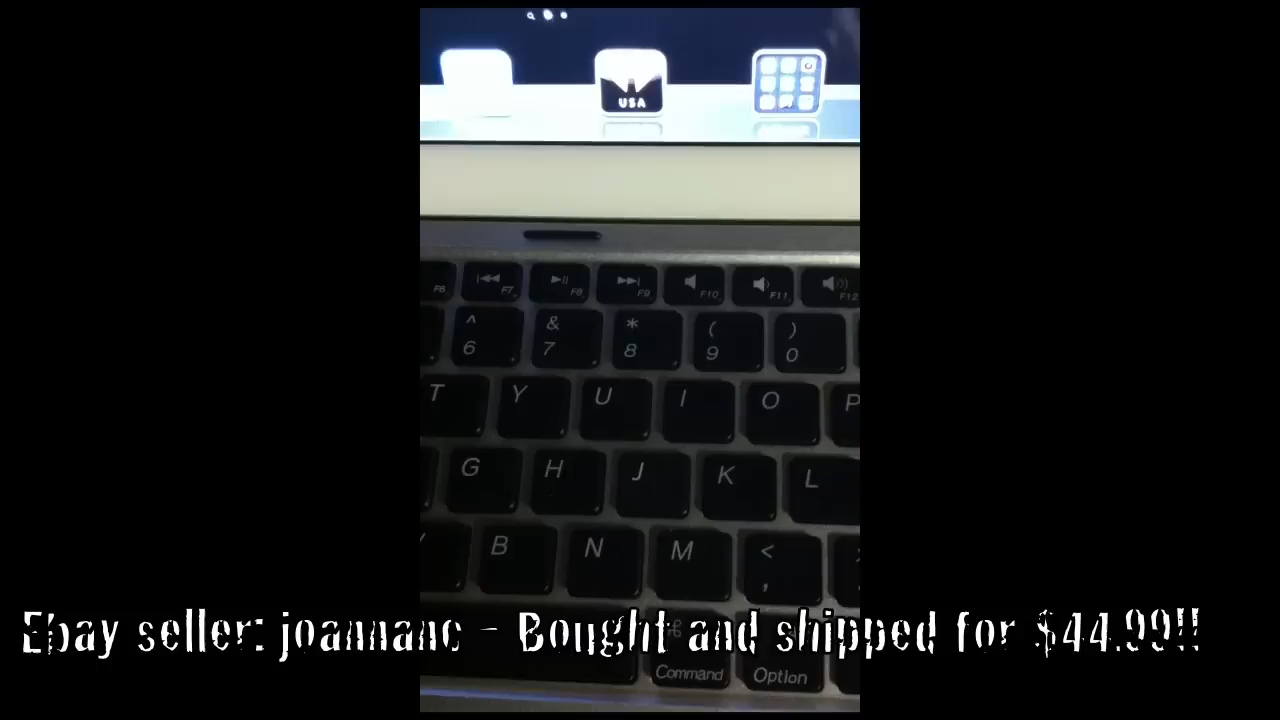 USA
F6 F7 F8 F9 F10 F11 F12
^ & * ( )
6 7 8 9 0
T Y U I O P
G H J K L
B N M <
,
Ebay seller: joannanc - Bought and shipped for $44.99!!
Command Option